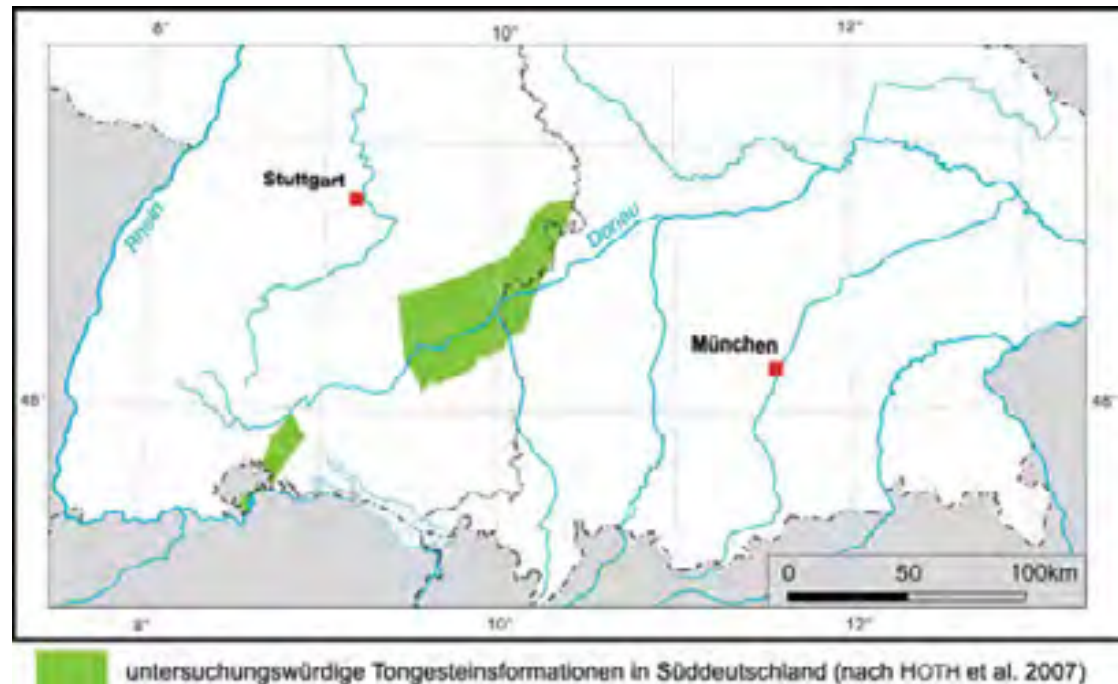 8° 10° 12°
Stuttgart
Rhein
Donau
München
48° 48°
0 50 100km
8° 10° 12°
untersuchungswürdige Tongesteinsformationen in Süddeutschland (nach HOTH et al. 2007)